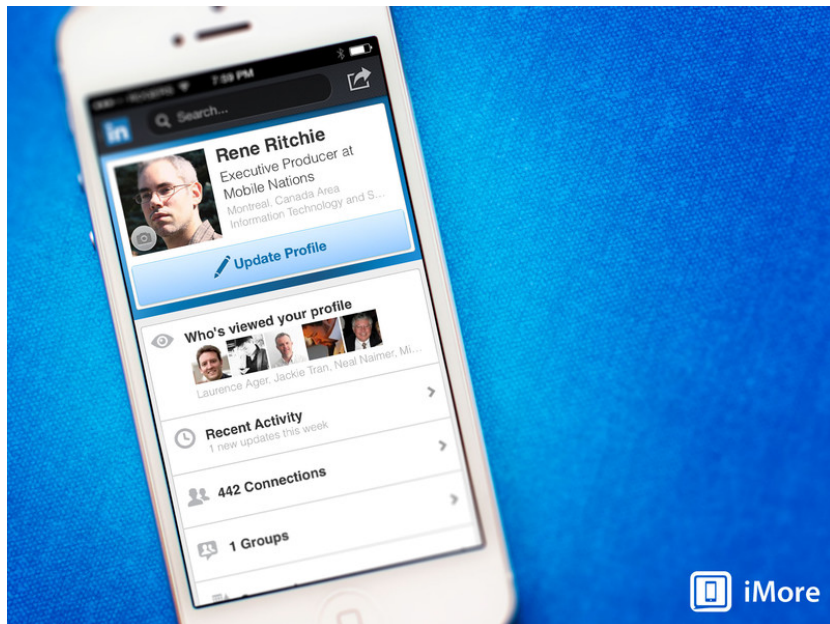 7:59 PM
in
Search...
Rene Ritchie
Executive Producer at
Mobile Nations
Montreal, Canada Area
Information Technology and S...
Update Profile
Who's viewed your profile
Laurence Ager, Jackie Tran, Neal Naimer, Mi...
Recent Activity
1 new updates this week
442 Connections
1 Groups
iMore